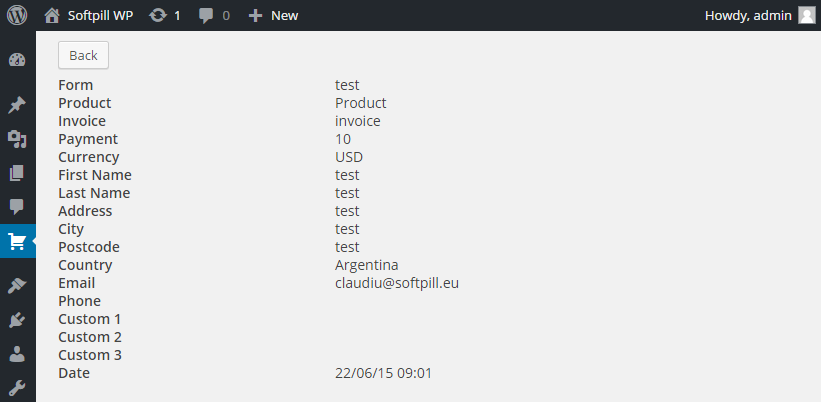 Softpill WP 1 0 New Howdy, admin
Back
Form test
Product Product
Invoice invoice
Payment 10
Currency USD
First Name test
Last Name test
Address test
City test
Postcode test
Country Argentina
Email claudiu@softpill.eu
Phone
Custom 1
Custom 2
Custom 3
Date 22/06/15 09:01